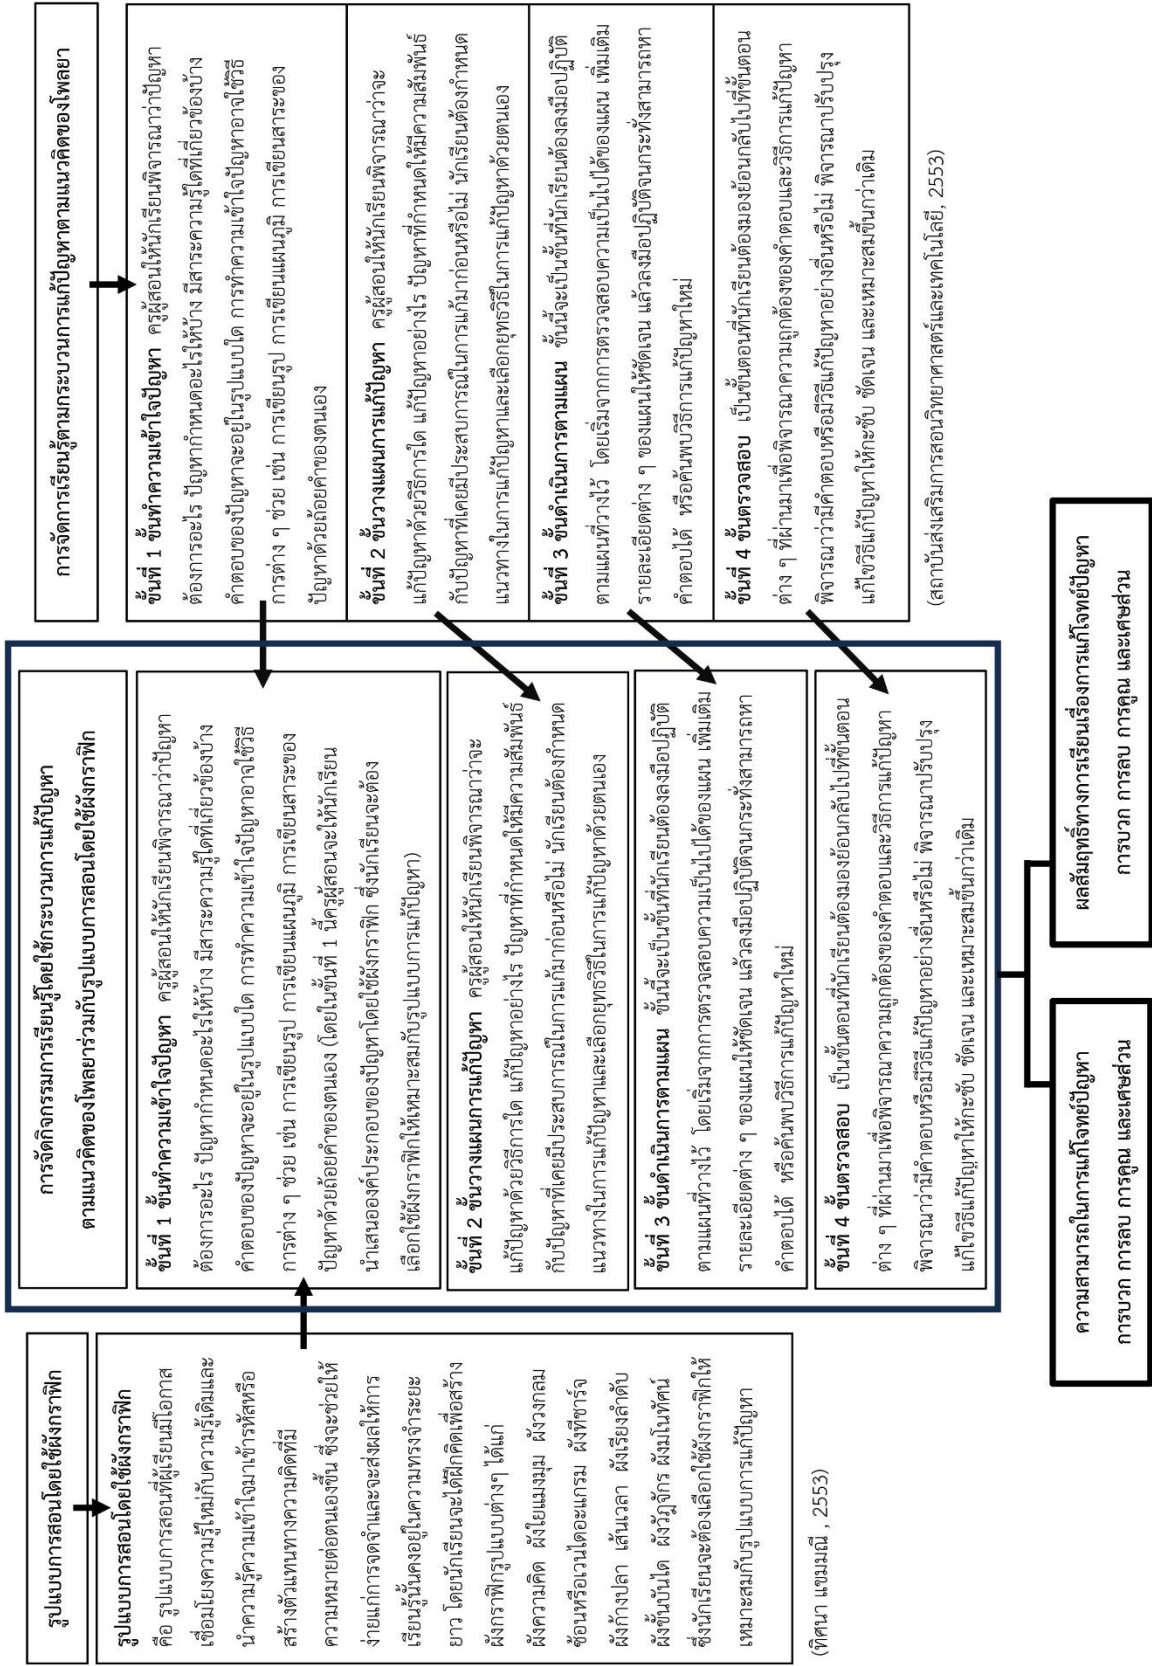 รูปแบบการสอนโดยใช้ผังกราฟิก
รูปแบบการสอนโดยใช้ผังกราฟิก
คือ รูปแบบการสอนที่ผู้เรียนมีโอกาส
เชื่อมโยงความรู้ใหม่กับความรู้เดิมและ
นำความรู้ความเข้าใจมาเข้ารหัสหรือ
สร้างตัวแทนทางความคิดที่มี
ความหมายต่อตนเองขึ้น ซึ่งจะช่วยให้
ง่ายแก่การจดจำและจะส่งผลให้การ
เรียนรู้นั้นคงอยู่ในความทรงจำระยะ
ยาว โดยนักเรียนจะได้ฝึกคิดเพื่อสร้าง
ผังกราฟิกรูปแบบต่างๆ ได้แก่
ผังความคิด ผังใยแมงมุม ผังวงกลม
ซ้อนหรือเวนไดอะแกรม ผังทีชาร์จ
ผังก้างปลา เส้นเวลา ผังเรียงลำดับ
ผังขั้นบันได ผังวัฏจักร ผังมโนทัศน์
ซึ่งนักเรียนจะต้องเลือกใช้ผังกราฟิกให้
เหมาะสมกับรูปแบบการแก้ปัญหา
(ทิศนา แขมมณี , 2553)
การจัดกิจกรรมการเรียนรู้โดยใช้กระบวนการแก้ปัญหา
ตามแนวคิดของโพลยาร่วมกับรูปแบบการสอนโดยใช้ผังกราฟิก
ขั้นที่ 1 ขั้นทำความเข้าใจปัญหา ครูผู้สอนให้นักเรียนพิจารณาว่าปัญหา
ต้องการอะไร ปัญหากำหนดอะไรให้บ้าง มีสาระความรู้ใดที่เกี่ยวข้องบ้าง
คำตอบของปัญหาจะอยู่ในรูปแบบใด การทำความเข้าใจปัญหาอาจใช้วิธี
การต่าง ๆ ช่วย เช่น การเขียนรูป การเขียนแผนภูมิ การเขียนสาระของ
ปัญหาด้วยถ้อยคำของตนเอง (โดยในขั้นที่ 1 นี้ครูผู้สอนจะให้นักเรียน
นำเสนอองค์ประกอบของปัญหาโดยใช้ผังกราฟิก ซึ่งนักเรียนจะต้อง
เลือกใช้ผังกราฟิกให้เหมาะสมกับรูปแบบการแก้ปัญหา)
ขั้นที่ 2 ขั้นวางแผนการแก้ปัญหา ครูผู้สอนให้นักเรียนพิจารณาว่าจะ
แก้ปัญหาด้วยวิธีการใด แก้ปัญหาอย่างไร ปัญหาที่กำหนดให้มีความสัมพันธ์
กับปัญหาที่เคยมีประสบการณ์ในการแก้มาก่อนหรือไม่ นักเรียนต้องกำหนด
แนวทางในการแก้ปัญหาและเลือกยุทธวิธีในการแก้ปัญหาด้วยตนเอง
ขั้นที่ 3 ขั้นดำเนินการตามแผน ขั้นนี้จะเป็นขั้นที่นักเรียนต้องลงมือปฏิบัติ
ตามแผนที่วางไว้ โดยเริ่มจากการตรวจสอบความเป็นไปได้ของแผน เพิ่มเติม
รายละเอียดต่าง ๆ ของแผนให้ชัดเจน แล้วลงมือปฏิบัติจนกระทั่งสามารถหา
คำตอบได้ หรือค้นพบวิธีการแก้ปัญหาใหม่
ขั้นที่ 4 ขั้นตรวจสอบ เป็นขั้นตอนที่นักเรียนต้องมองย้อนกลับไปที่ขั้นตอน
ต่าง ๆ ที่ผ่านมาเพื่อพิจารณาความถูกต้องของคำตอบและวิธีการแก้ปัญหา
พิจารณาว่ามีคำตอบหรือมีวิธีแก้ปัญหาอย่างอื่นหรือไม่ พิจารณาปรับปรุง
แก้ไขวิธีแก้ปัญหาให้กะชับ ชัดเจน และเหมาะสมขึ้นกว่าเดิม
การจัดการเรียนรู้ตามกระบวนการแก้ปัญหาตามแนวคิดของโพลยา
ขั้นที่ 1 ขั้นทำความเข้าใจปัญหา ครูผู้สอนให้นักเรียนพิจารณาว่าปัญหา
ต้องการอะไร ปัญหากำหนดอะไรให้บ้าง มีสาระความรู้ใดที่เกี่ยวข้องบ้าง
คำตอบของปัญหาจะอยู่ในรูปแบบใด การทำความเข้าใจปัญหาอาจใช้วิธี
การต่าง ๆ ช่วย เช่น การเขียนรูป การเขียนแผนภูมิ การเขียนสาระของ
ปัญหาด้วยถ้อยคำของตนเอง
ขั้นที่ 2 ขั้นวางแผนการแก้ปัญหา ครูผู้สอนให้นักเรียนพิจารณาว่าจะ
แก้ปัญหาด้วยวิธีการใด แก้ปัญหาอย่างไร ปัญหาที่กำหนดให้มีความสัมพันธ์
กับปัญหาที่เคยมีประสบการณ์ในการแก้มาก่อนหรือไม่ นักเรียนต้องกำหนด
แนวทางในการแก้ปัญหาและเลือกยุทธวิธีในการแก้ปัญหาด้วยตนเอง
ขั้นที่ 3 ขั้นดำเนินการตามแผน ขั้นนี้จะเป็นขั้นที่นักเรียนต้องลงมือปฏิบัติ
ตามแผนที่วางไว้ โดยเริ่มจากการตรวจสอบความเป็นไปได้ของแผน เพิ่มเติม
รายละเอียดต่าง ๆ ของแผนให้ชัดเจน แล้วลงมือปฏิบัติจนกระทั่งสามารถหา
คำตอบได้ หรือค้นพบวิธีการแก้ปัญหาใหม่
ขั้นที่ 4 ขั้นตรวจสอบ เป็นขั้นตอนที่นักเรียนต้องมองย้อนกลับไปที่ขั้นตอน
ต่าง ๆ ที่ผ่านมาเพื่อพิจารณาความถูกต้องของคำตอบและวิธีการแก้ปัญหา
พิจารณาว่ามีคำตอบหรือมีวิธีแก้ปัญหาอย่างอื่นหรือไม่ พิจารณาปรับปรุง
แก้ไขวิธีแก้ปัญหาให้กะชับ ชัดเจน และเหมาะสมขึ้นกว่าเดิม
(สถาบันส่งเสริมการสอนวิทยาศาสตร์และเทคโนโลยี, 2553)
ความสามารถในการแก้โจทย์ปัญหา
การบวก การลบ การคูณ และเศษส่วน
ผลสัมฤทธิ์ทางการเรียนเรื่องการแก้โจทย์ปัญหา
การบวก การลบ การคูณ และเศษส่วน